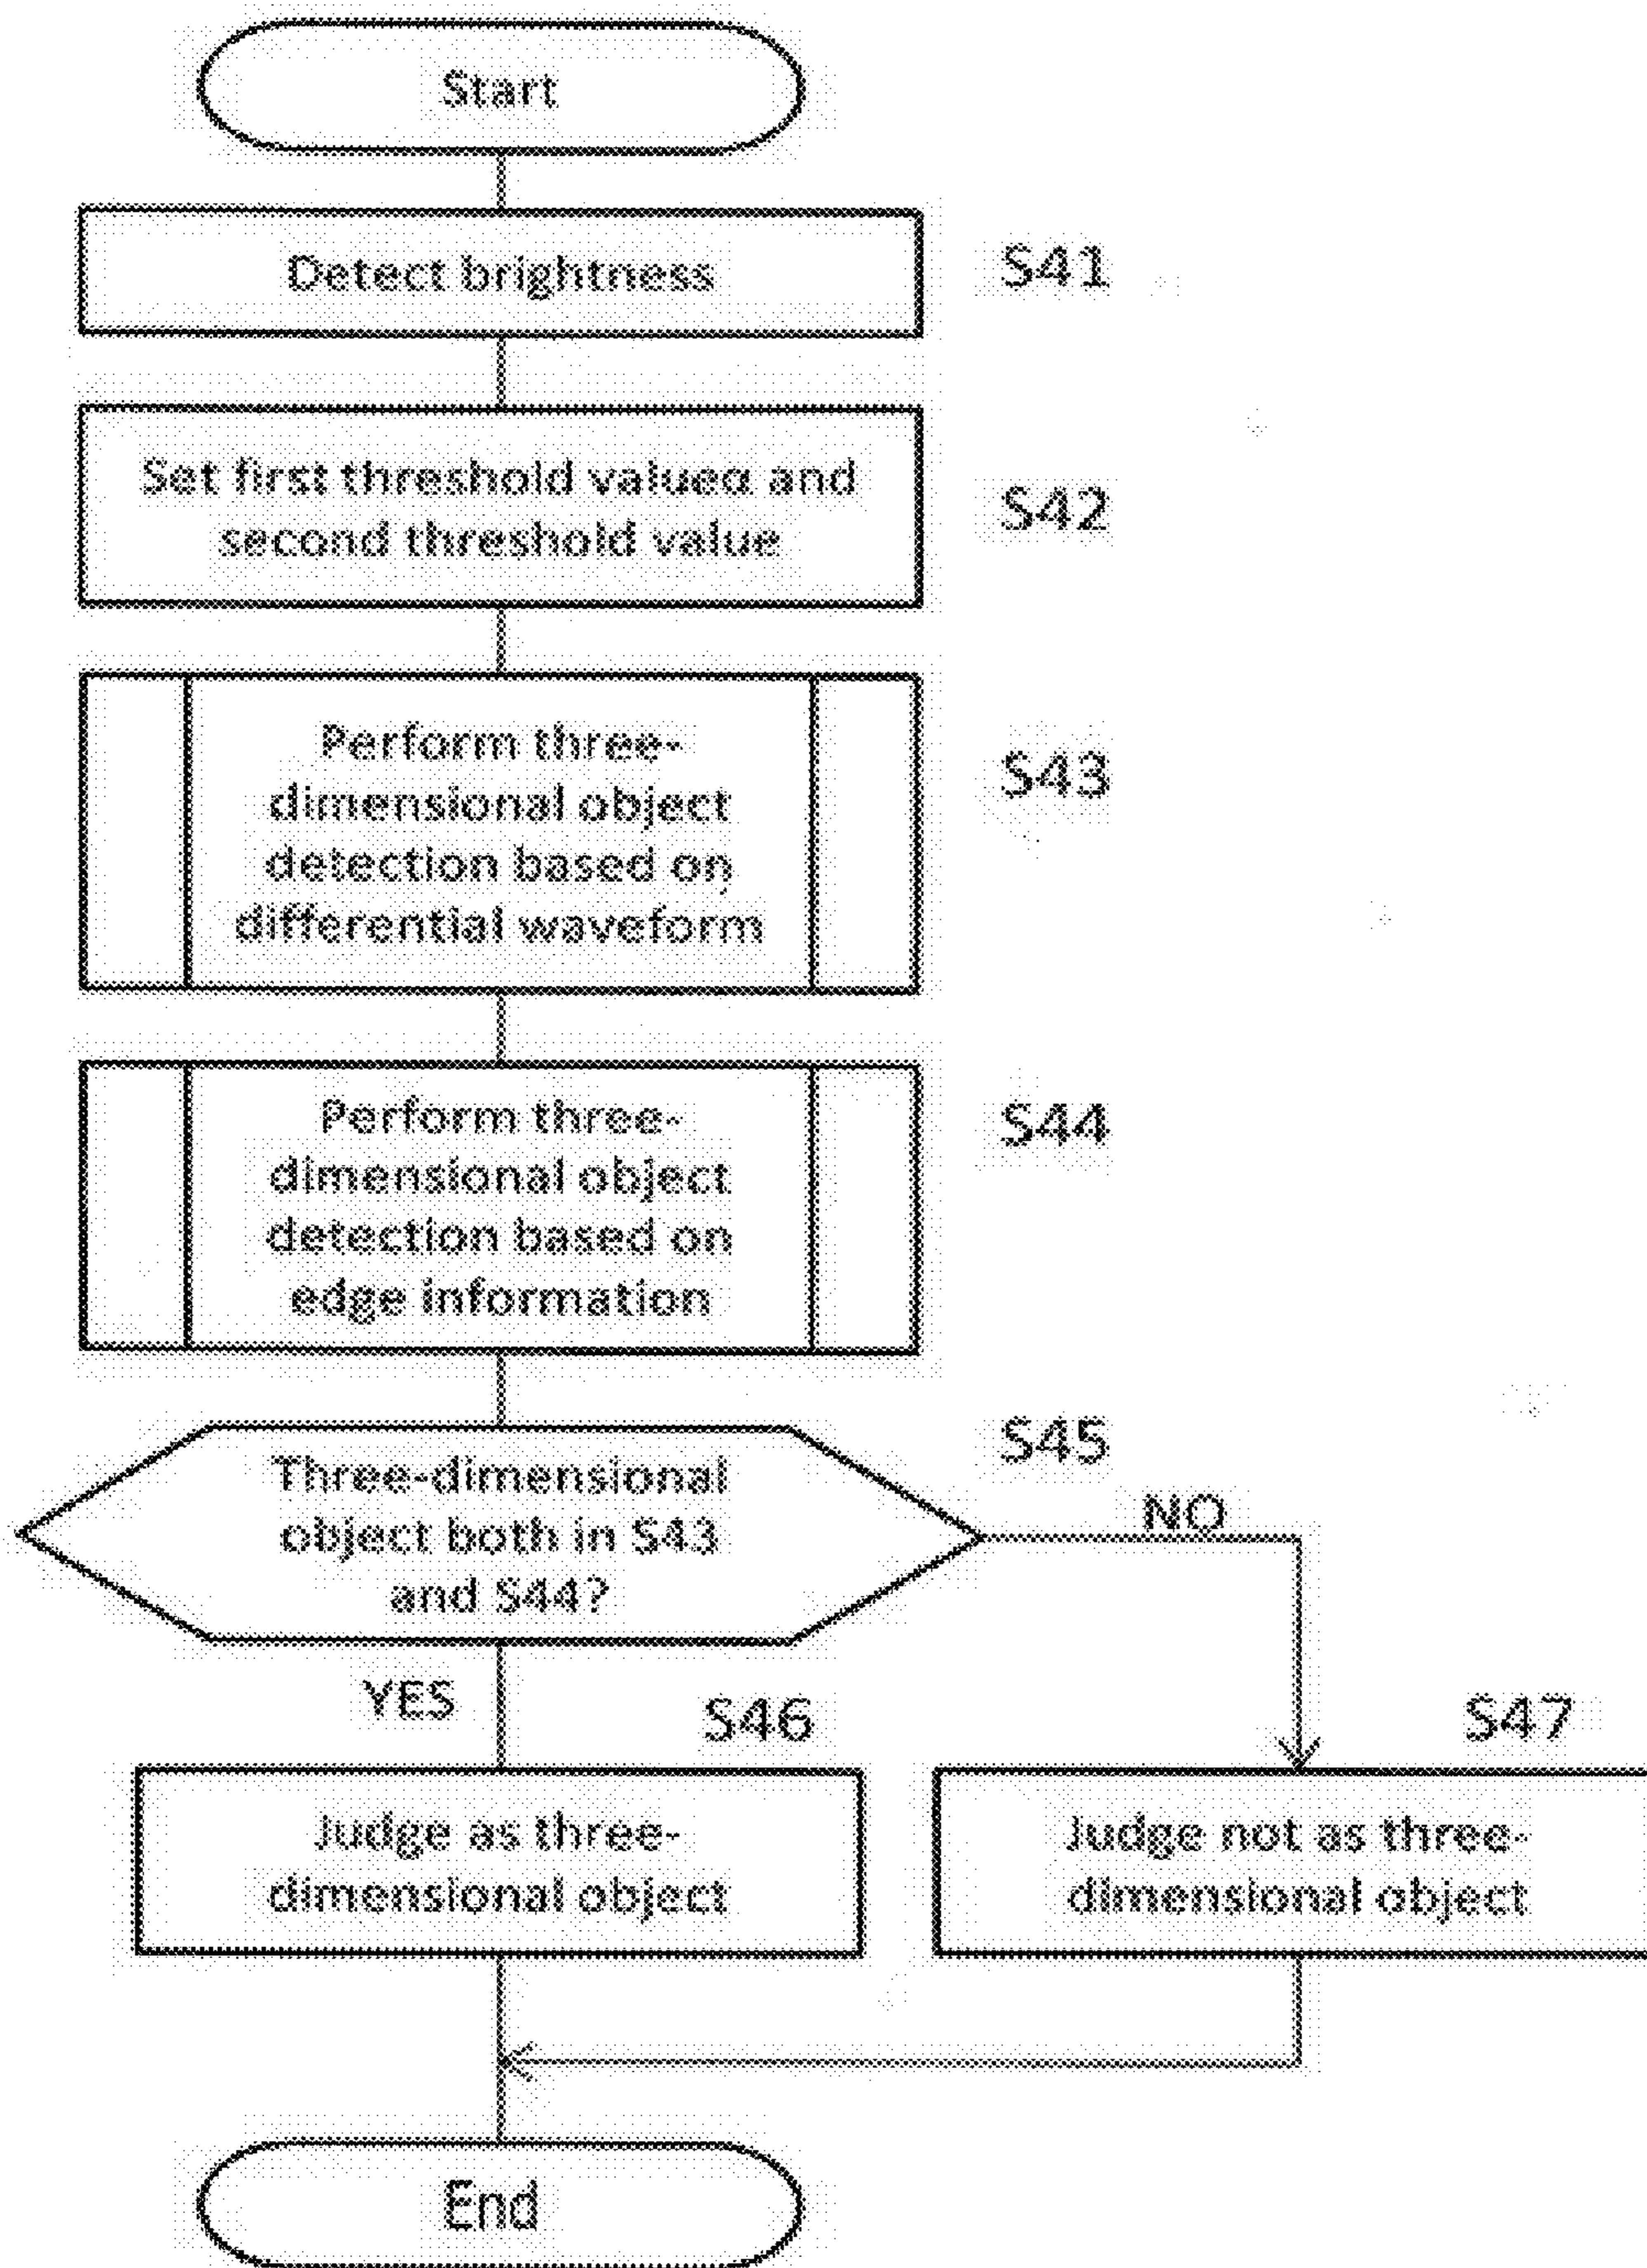 Start
Detect brightness
S41
Set first threshold valueα and
second threshold value
S42
Perform three-
dimensional object
detection based on
differential waveform
S43
Perform three-
dimensional object
detection based on
edge information
S44
Three-dimensional
object both in S43
and S44?
S45
NO
YES
S46
Judge as three-
dimensional object
S47
Judge not as three-
dimensional object
End